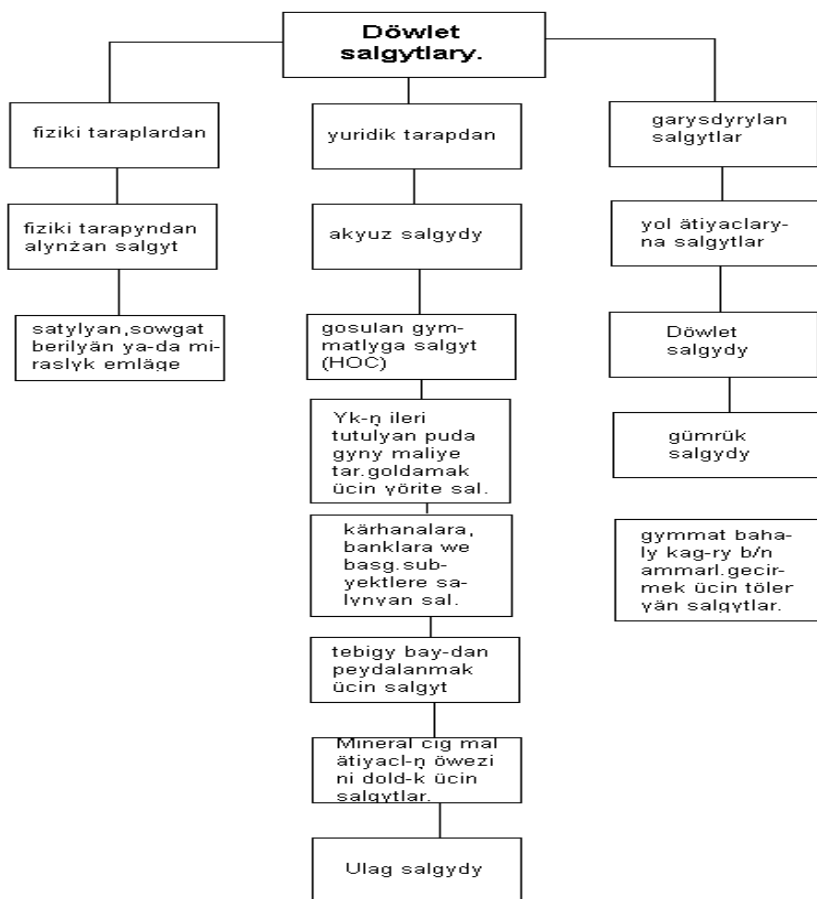 Döwlet
salgytlary.
fiziki taraplardan
fiziki tarapyndan
alynżan salgyt
satylyan,sowgat
berilyän ya-da mi-
raslyk emläge
yuridik tarapdan
akyuz salgydy
gosulan gym-
matlyga salgyt
(HOC)
Yk-ņ ileri
tutulyan puda
gyny maliye
tar.goldamak
ücin yörite sal.
kärhanalara,
banklara we
basg.sub-
yektlere sa-
lynyan sal.
tebigy bay-dan
peydalanmak
ücin salgyt
Mineral cig mal
ätiyacl-ņ öwezi
ni dold-k ücin
salgytlar.
Ulag salgydy
garysdyrylan
salgytlar
yol ätiyaclary-
na salgytlar
Döwlet
salgydy
gümrük
salgydy
gymmat baha-
ly kag-ry b/n
ammarl.gecir-
mek ücin töler
yän salgytlar.